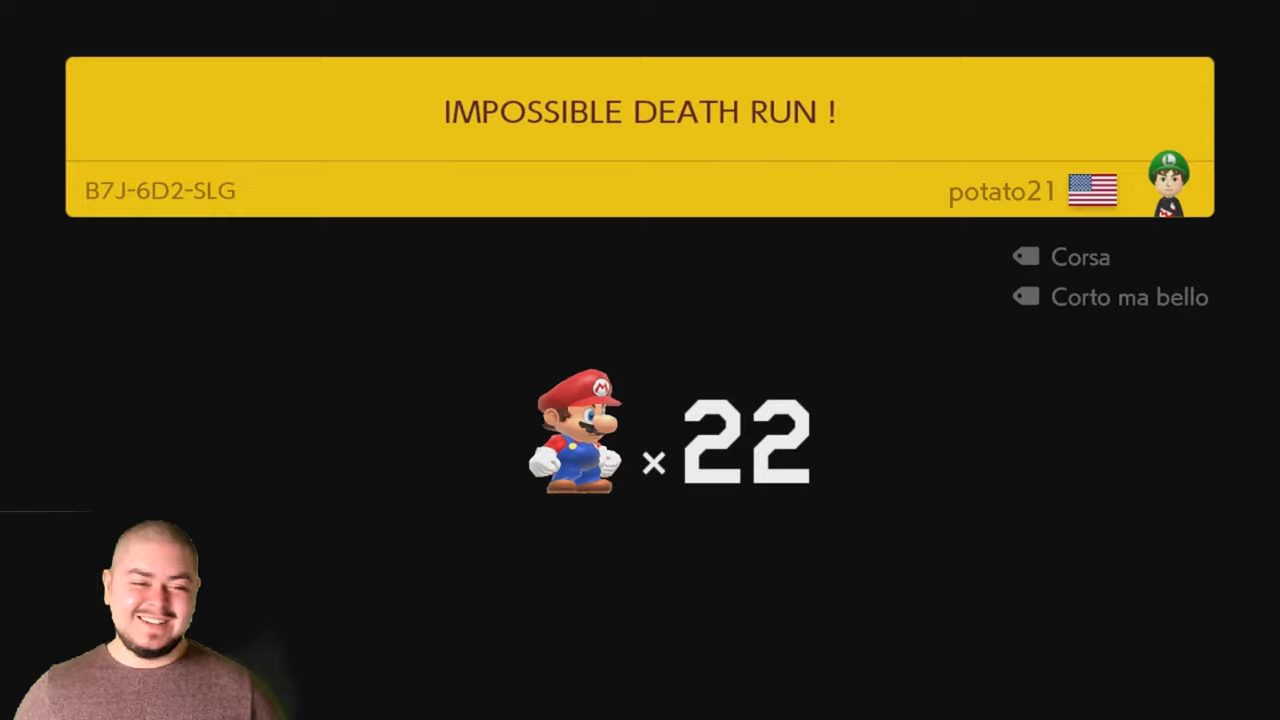 IMPOSSIBLE DEATH RUN !
B7J-6D2-SLG
potato21
Corsa
Corto ma bello
× 22